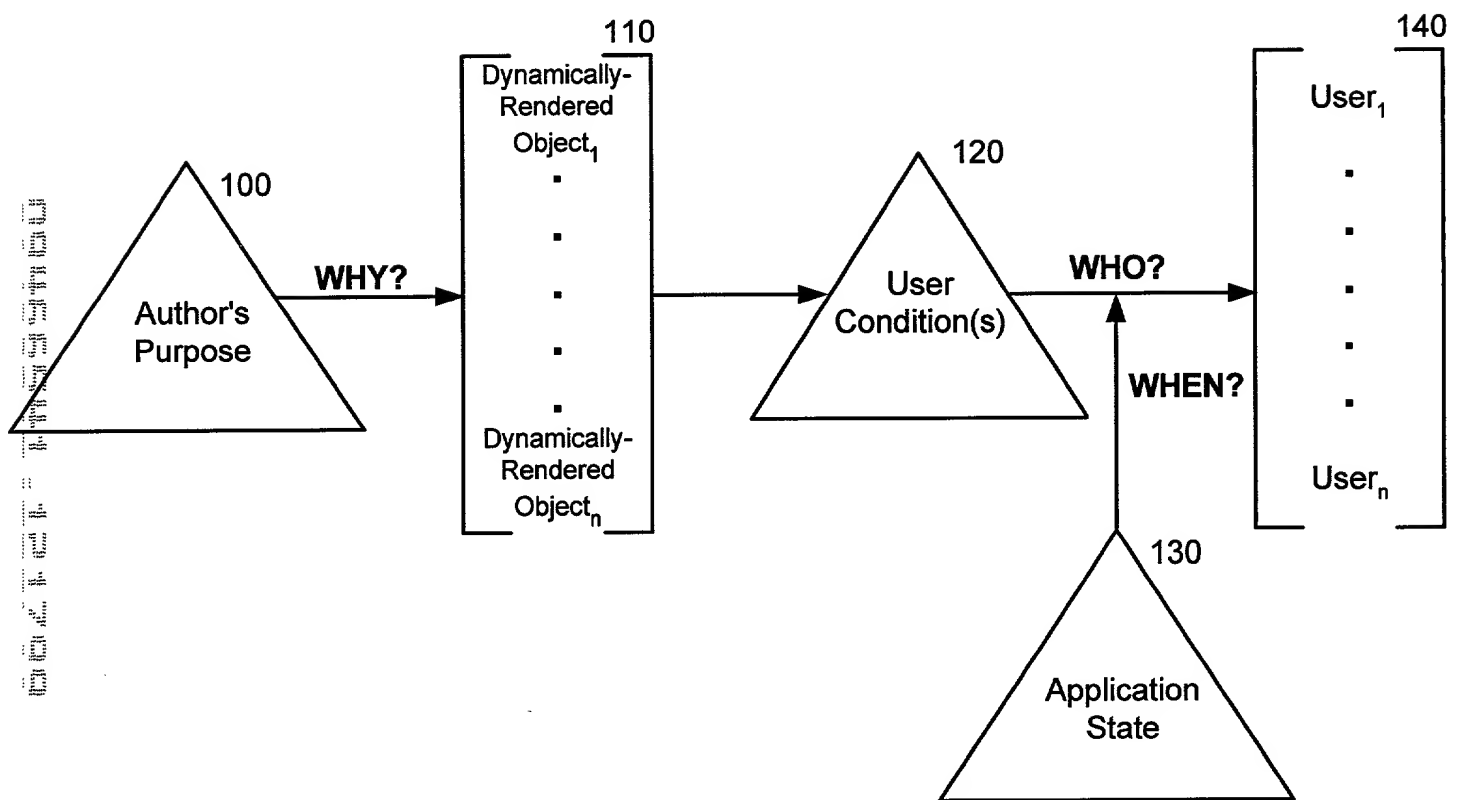 110
140
Dynamically-
Rendered
Object1
User1
120
100
WHY?
WHO?
Author's
Purpose
User
Condition(s)
WHEN?
Dynamically-
Rendered
Objectn
Usern
130
Application
State